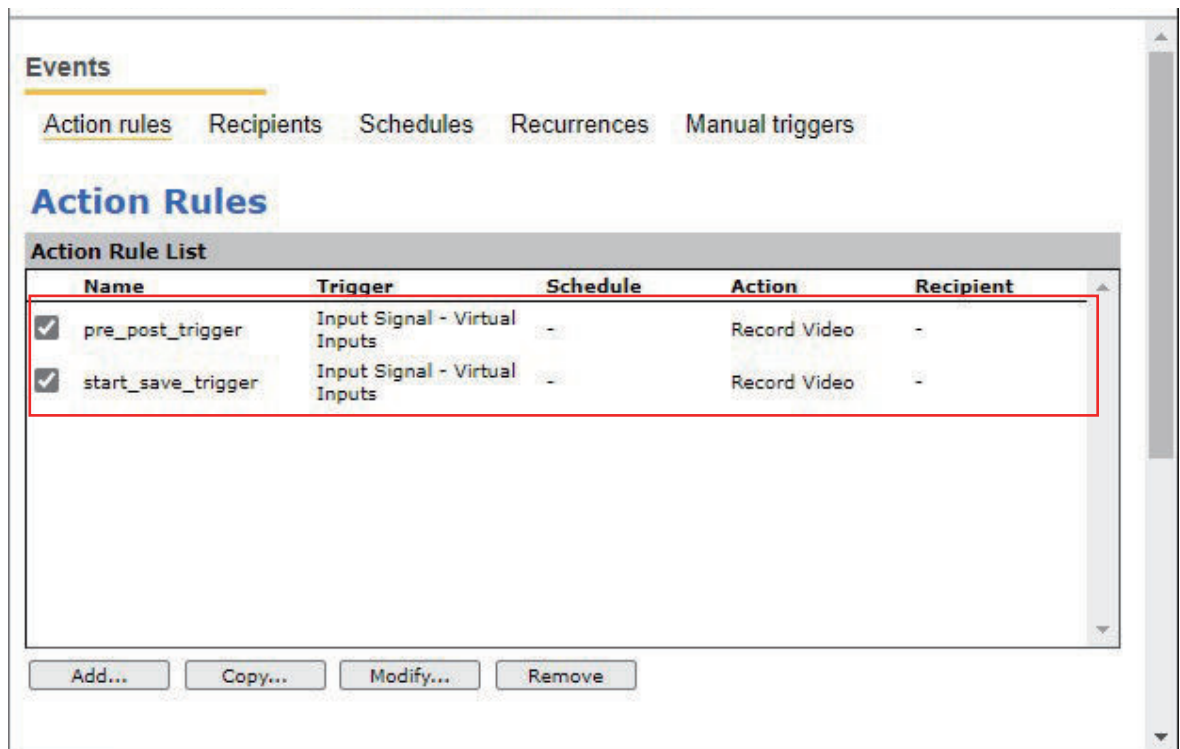 Events
Action rules Recipients Schedules Recurrences Manual triggers
Action Rules
Action Rule List
Name Trigger Schedule Action Recipient
pre_post_trigger Input Signal - Virtual Inputs - Record Video -
start_save_trigger Input Signal - Virtual Inputs - Record Video -
Add... Copy... Modify... Remove